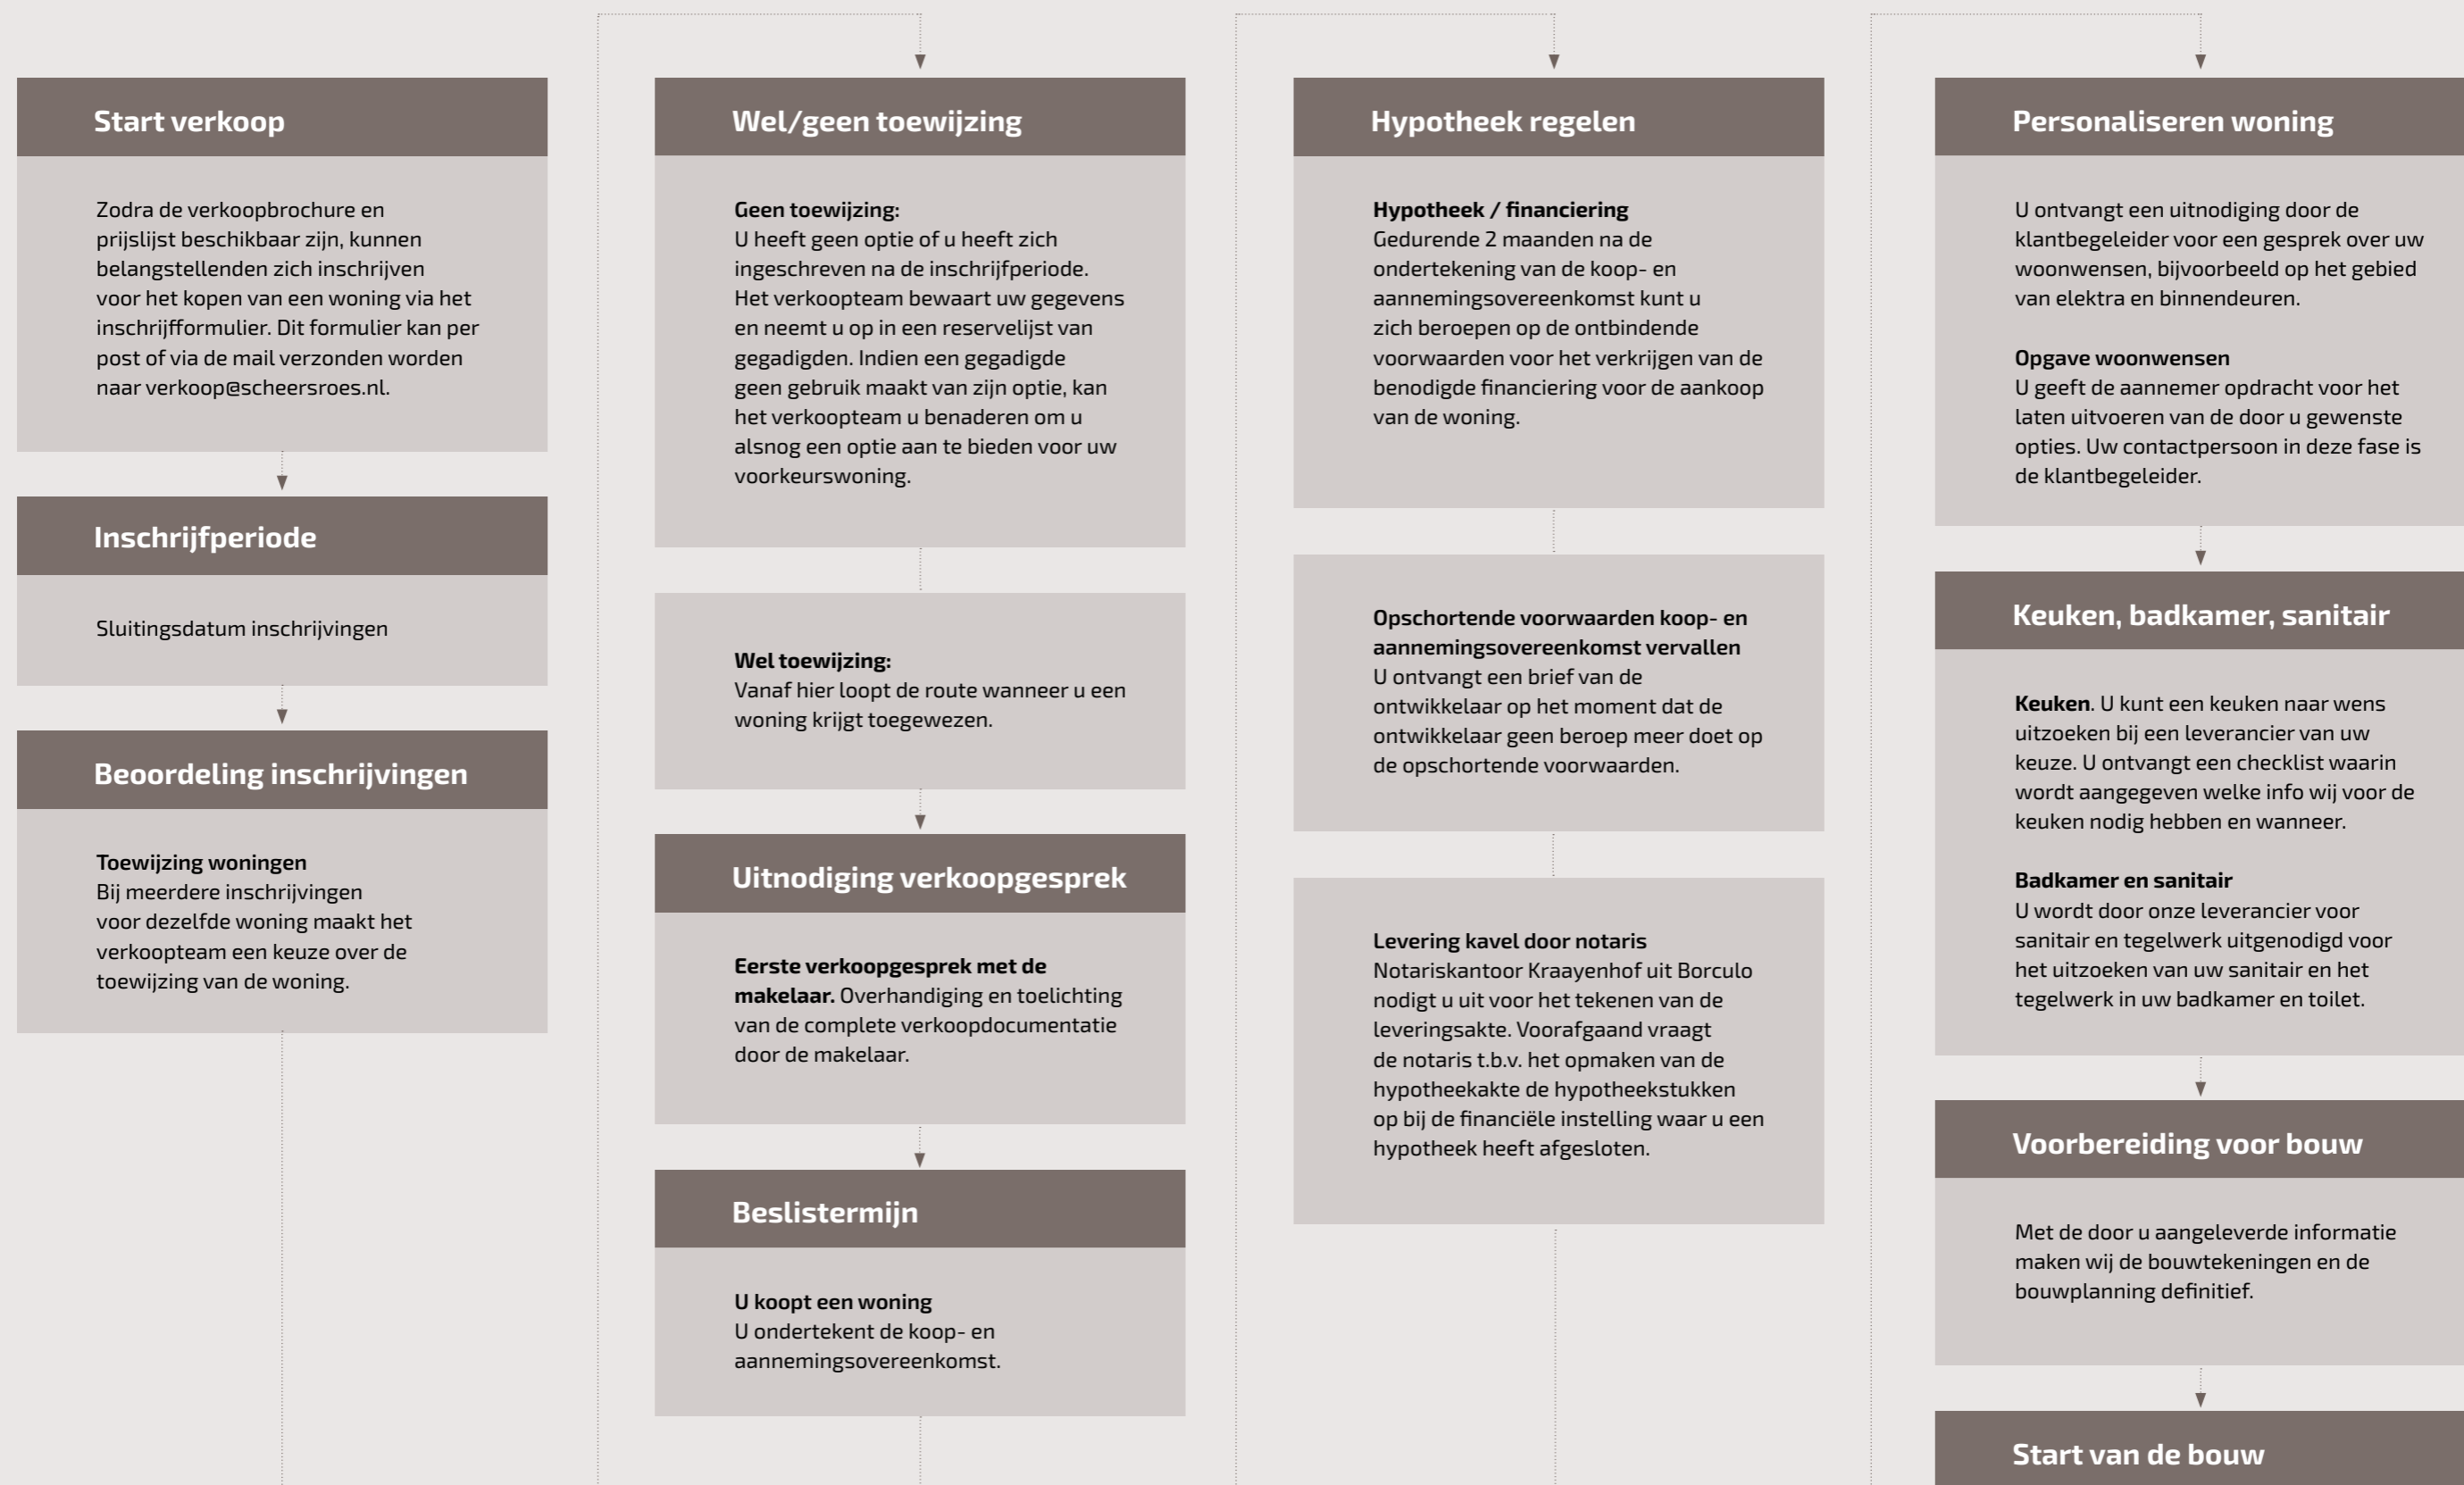 Start verkoop
Zodra de verkoopbrochure en
prijslijst beschikbaar zijn, kunnen
belangstellenden zich inschrijven
voor het kopen van een woning via het
inschrijfformulier. Dit formulier kan per
post of via de mail verzonden worden
naar verkoop@scheersroes.nl.
Inschrijfperiode
Sluitingsdatum inschrijvingen
Beoordeling inschrijvingen
Toewijzing woningen
Bij meerdere inschrijvingen
voor dezelfde woning maakt het
verkoopteam een keuze over de
toewijzing van de woning.
Wel/geen toewijzing
Geen toewijzing:
U heeft geen optie of u heeft zich
ingeschreven na de inschrijfperiode.
Het verkoopteam bewaart uw gegevens
en neemt u op in een reservelijst van
gegadigden. Indien een gegadigde
geen gebruik maakt van zijn optie, kan
het verkoopteam u benaderen om u
alsnog een optie aan te bieden voor uw
voorkeurswoning.
Wel toewijzing:
Vanaf hier loopt de route wanneer u een
woning krijgt toegewezen.
Uitnodiging verkoopgesprek
Eerste verkoopgesprek met de
makelaar. Overhandiging en toelichting
van de complete verkoopdocumentatie
door de makelaar.
Beslistermijn
U koopt een woning
U ondertekent de koop- en
aannemingsovereenkomst.
Hypotheek regelen
Hypotheek / financiering
Gedurende 2 maanden na de
ondertekening van de koop- en
aannemingsovereenkomst kunt u
zich beroepen op de ontbindende
voorwaarden voor het verkrijgen van de
benodigde financiering voor de aankoop
van de woning.
Opschortende voorwaarden koop- en
aannemingsovereenkomst vervallen
U ontvangt een brief van de
ontwikkelaar op het moment dat de
ontwikkelaar geen beroep meer doet op
de opschortende voorwaarden.
Levering kavel door notaris
Notariskantoor Kraayenhof uit Borculo
nodigt u uit voor het tekenen van de
leveringsakte. Voorafgaand vraagt
de notaris t.b.v. het opmaken van de
hypotheekakte de hypotheekstukken
op bij de financiële instelling waar u een
hypotheek heeft afgesloten.
Personaliseren woning
U ontvangt een uitnodiging door de
klantbegeleider voor een gesprek over uw
woonwensen, bijvoorbeeld op het gebied
van elektra en binnendeuren.
Opgave woonwensen
U geeft de aannemer opdracht voor het
laten uitvoeren van de door u gewenste
opties. Uw contactpersoon in deze fase is
de klantbegeleider.
Keuken, badkamer, sanitair
Keuken. U kunt een keuken naar wens
uitzoeken bij een leverancier van uw
keuze. U ontvangt een checklist waarin
wordt aangegeven welke info wij voor de
keuken nodig hebben en wanneer.
Badkamer en sanitair
U wordt door onze leverancier voor
sanitair en tegelwerk uitgenodigd voor
het uitzoeken van uw sanitair en het
tegelwerk in uw badkamer en toilet.
Voorbereiding voor bouw
Met de door u aangeleverde informatie
maken wij de bouwtekeningen en de
bouwplanning definitief.
Start van de bouw